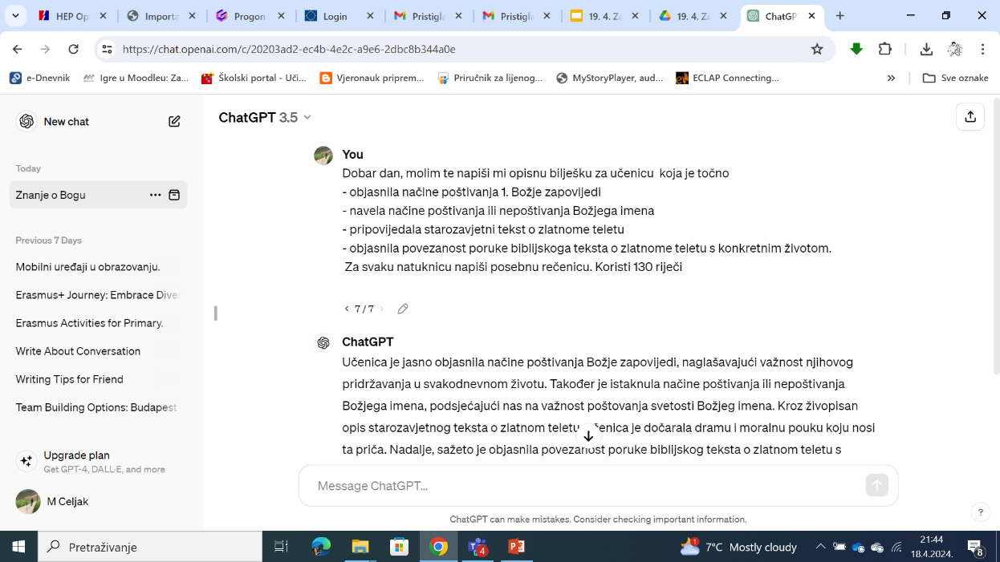 HEP Op
Importa
Progon
Login
Pristigla
Pristigla
19. 4. Za
19. 4. Za
ChatGP
https://chat.openai.com/c/20203ad2-ec4b-4e2c-a9e6-2dbc8b344a0e
e-Dnevnik
Igre u Moodleu: Za...
Školski portal - Uči...
Vjeronauk priprem...
Priručnik za lijenog...
MyStoryPlayer, aud...
ECLAP Connecting...
Sve oznake
New chat
Today
Znanje o Bogu
Previous 7 Days
Mobilni uređaji u obrazovanju.
Erasmus+ Journey: Embrace Diver
Erasmus Activities for Primary.
Write About Conversation
Writing Tips for Friend
Team Building Options: Budapest
Upgrade plan
Get GPT-4, DALL·E, and more
M Celjak
ChatGPT 3.5
You
Dobar dan, molim te napiši mi opisnu bilješku za učenicu koja je točno
- objasnila načine poštivanja 1. Božje zapovijedi
- navela načine poštivanja ili nepoštivanja Božjega imena
- pripovijedala starozavjetni tekst o zlatnome teletu
- objasnila povezanost poruke biblijskoga teksta o zlatnome teletu s konkretnim životom.
Za svaku natuknicu napiši posebnu rečenicu. Koristi 130 riječi
7 / 7
ChatGPT
Učenica je jasno objasnila načine poštivanja Božje zapovijedi, naglašavajući važnost njihovog
pridržavanja u svakodnevnom životu. Također je istaknula načine poštivanja ili nepoštivanja
Božjega imena, podsjećajući nas na važnost poštovanja svetosti Božjeg imena. Kroz živopisan
opis starozavjetnog teksta o zlatnom teletu, učenica je dočarala dramu i moralnu pouku koju nosi
ta priča. Nadalje, sažeto je objasnila povezanost poruke biblijskog teksta o zlatnom teletu s
Message ChatGPT...
ChatGPT can make mistakes. Consider checking important information.
?
Pretraživanje
4
1
7°C Mostly cloudy
21:44
18.4.2024.
8